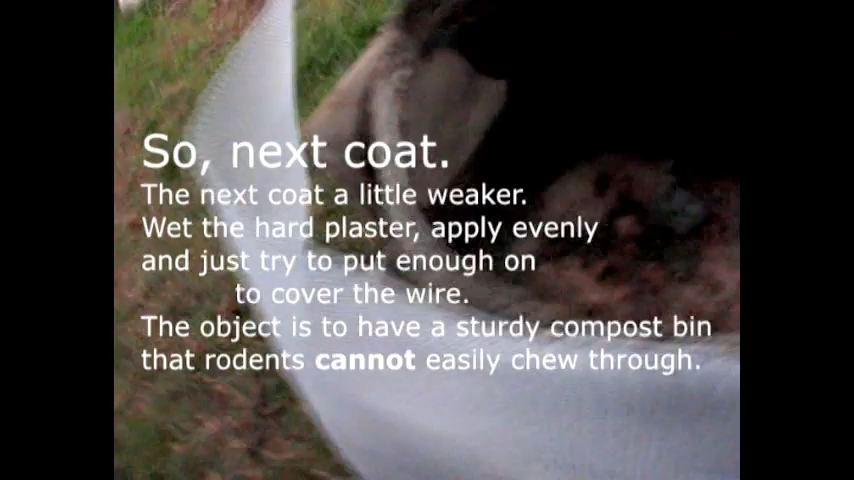 So, next coat.
The next coat a little weaker.
Wet the hard plaster, apply evenly
and just try to put enough on
to cover the wire.
The object is to have a sturdy compost bin
that rodents cannot easily chew through.